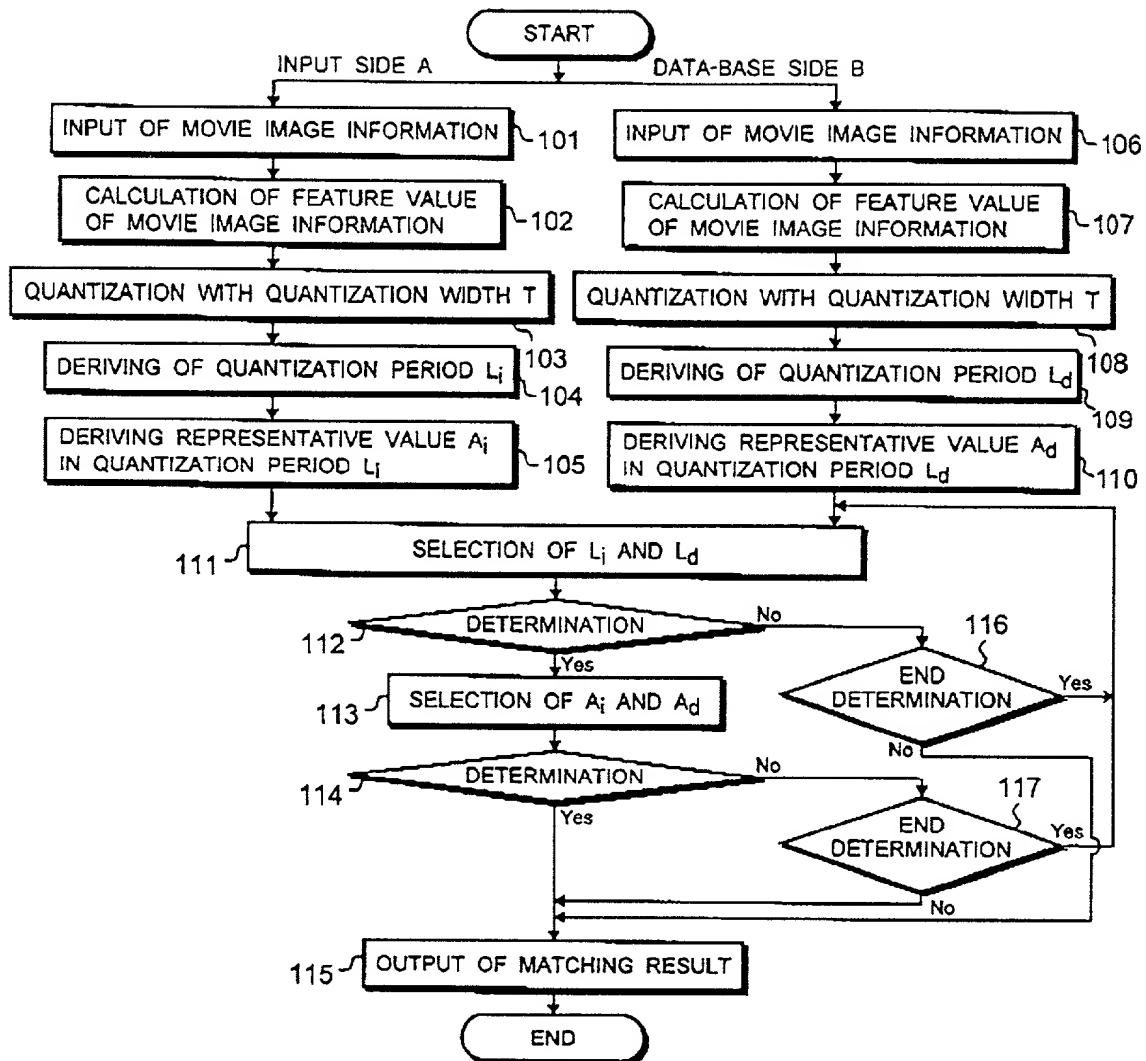 START
INPUT SIDE A
DATA-BASE SIDE B
INPUT OF MOVIE IMAGE INFORMATION
101
INPUT OF MOVIE IMAGE INFORMATION
106
CALCULATION OF FEATURE VALUE
OF MOVIE IMAGE INFORMATION
102
CALCULATION OF FEATURE VALUE
OF MOVIE IMAGE INFORMATION
107
QUANTIZATION WITH QUANTIZATION WIDTH T
103
QUANTIZATION WITH QUANTIZATION WIDTH T
108
DERIVING OF QUANTIZATION PERIOD Li
104
DERIVING OF QUANTIZATION PERIOD Ld
109
DERIVING REPRESENTATIVE VALUE Ai
IN QUANTIZATION PERIOD Li
105
DERIVING REPRESENTATIVE VALUE Ad
IN QUANTIZATION PERIOD Ld
110
111
SELECTION OF Li AND Ld
112
DETERMINATION
No
Yes
116
END
DETERMINATION
Yes
No
113
SELECTION OF Ai AND Ad
114
DETERMINATION
No
Yes
117
END
DETERMINATION
Yes
No
115
OUTPUT OF MATCHING RESULT
END